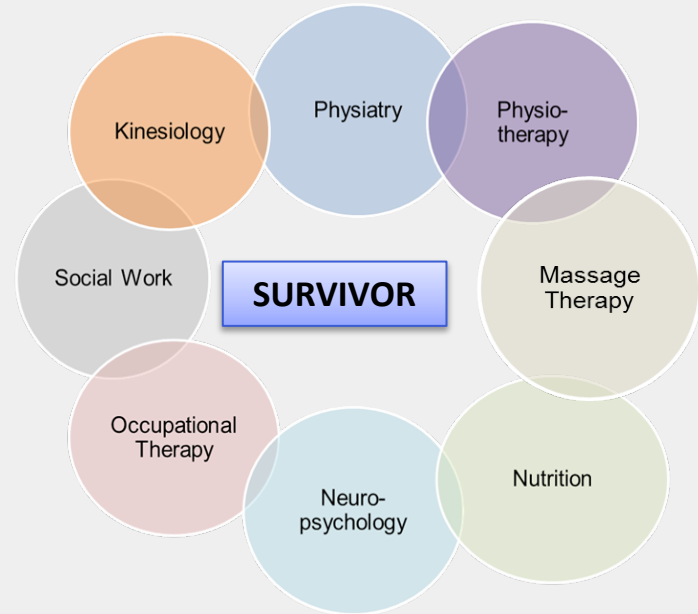 Physiatry
Physio-
therapy
Kinesiology
Massage
Therapy
Social Work
SURVIVOR
Occupational
Therapy
Nutrition
Neuro-
psychology